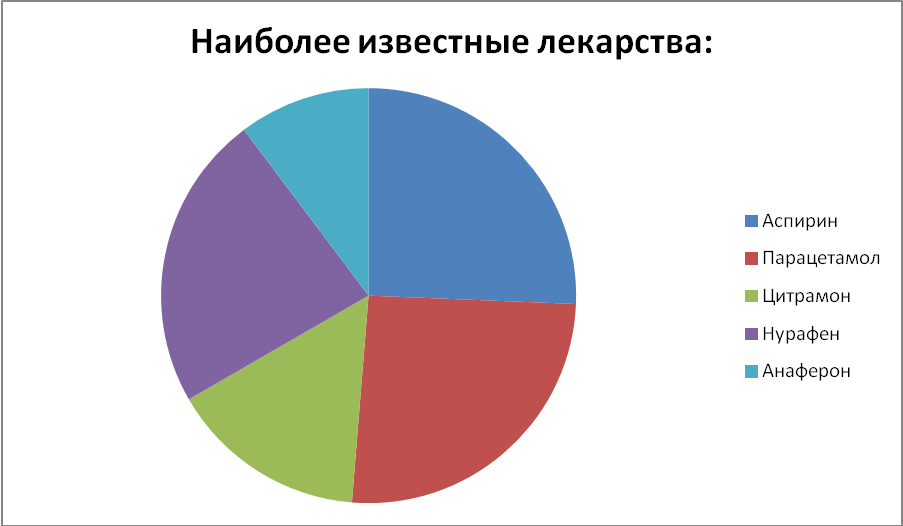 Наиболее известные лекарства:
Аспирин
Парацетамол
Цитрамон
Нурафен
Анаферон